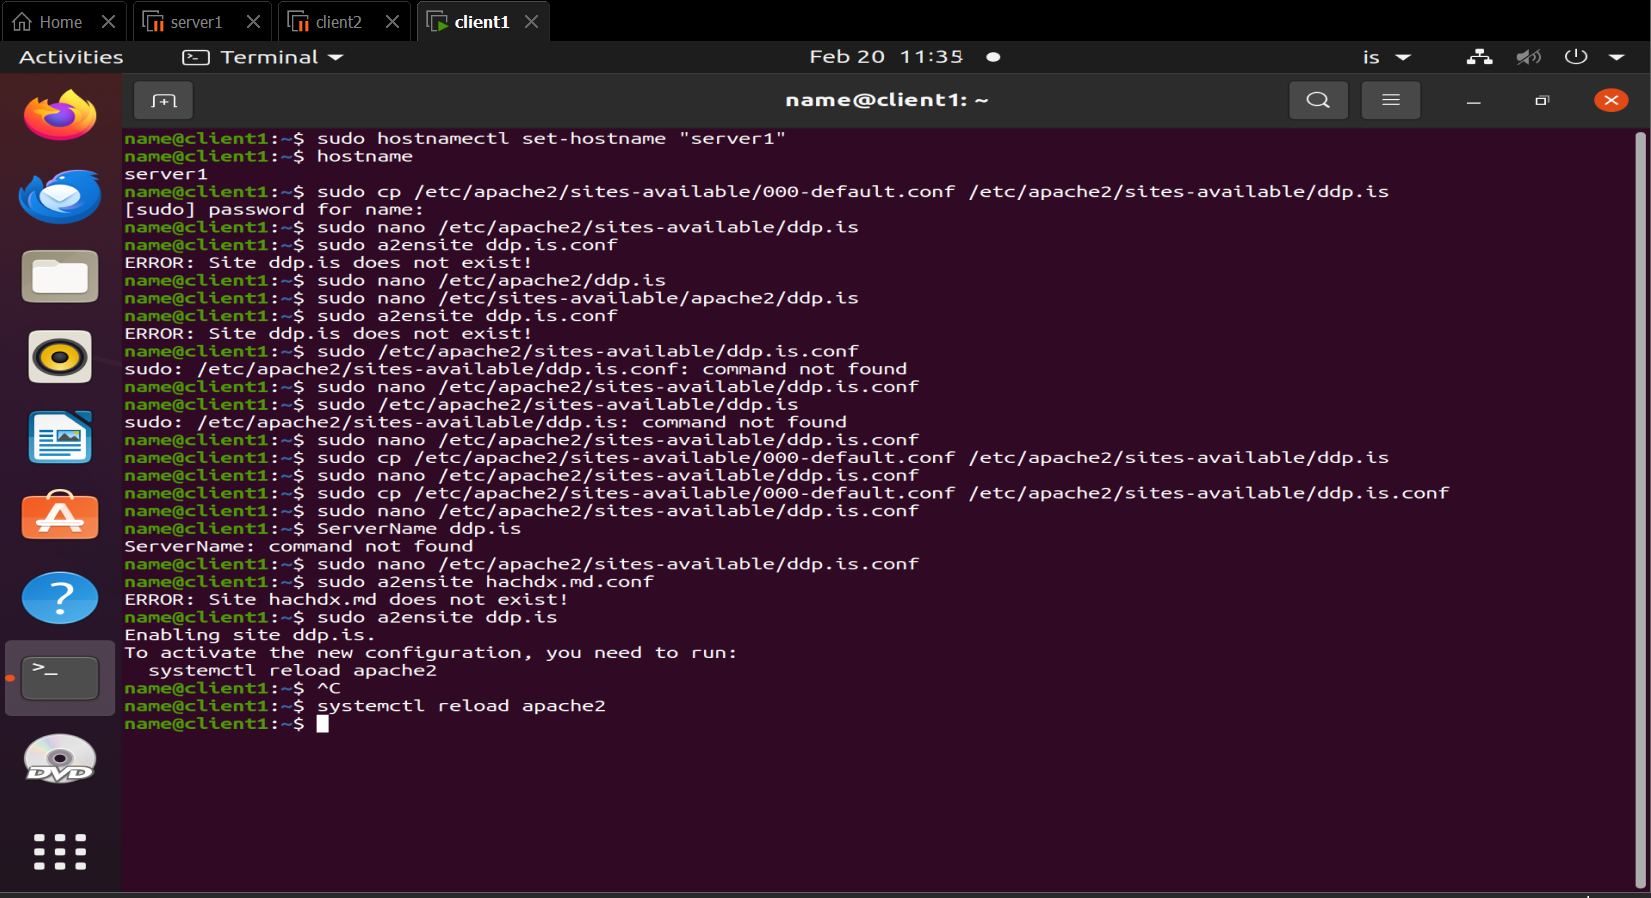 Home
server1
client2
client1
Activities
Terminal
Feb 20 11:35
is
name@client1: ~
name@client1:~$ sudo hostnamectl set-hostname "server1"
name@client1:~$ hostname
server1
name@client1:~$ sudo cp /etc/apache2/sites-available/000-default.conf /etc/apache2/sites-available/ddp.is
[sudo] password for name:
name@client1:~$ sudo nano /etc/apache2/sites-available/ddp.is
name@client1:~$ sudo a2ensite ddp.is.conf
ERROR: Site ddp.is does not exist!
name@client1:~$ sudo nano /etc/apache2/ddp.is
name@client1:~$ sudo nano /etc/sites-available/apache2/ddp.is
name@client1:~$ sudo a2ensite ddp.is.conf
ERROR: Site ddp.is does not exist!
name@client1:~$ sudo /etc/apache2/sites-available/ddp.is.conf
sudo: /etc/apache2/sites-available/ddp.is.conf: command not found
name@client1:~$ sudo nano /etc/apache2/sites-available/ddp.is.conf
name@client1:~$ sudo /etc/apache2/sites-available/ddp.is
sudo: /etc/apache2/sites-available/ddp.is: command not found
name@client1:~$ sudo nano /etc/apache2/sites-available/ddp.is.conf
name@client1:~$ sudo cp /etc/apache2/sites-available/000-default.conf /etc/apache2/sites-available/ddp.is
name@client1:~$ sudo nano /etc/apache2/sites-available/ddp.is.conf
name@client1:~$ sudo cp /etc/apache2/sites-available/000-default.conf /etc/apache2/sites-available/ddp.is.conf
name@client1:~$ sudo nano /etc/apache2/sites-available/ddp.is.conf
name@client1:~$ ServerName ddp.is
ServerName: command not found
name@client1:~$ sudo nano /etc/apache2/sites-available/ddp.is.conf
name@client1:~$ sudo a2ensite hachdx.md.conf
ERROR: Site hachdx.md does not exist!
name@client1:~$ sudo a2ensite ddp.is
Enabling site ddp.is.
To activate the new configuration, you need to run:
  systemctl reload apache2
name@client1:~$ ^C
name@client1:~$ systemctl reload apache2
name@client1:~$
DVD